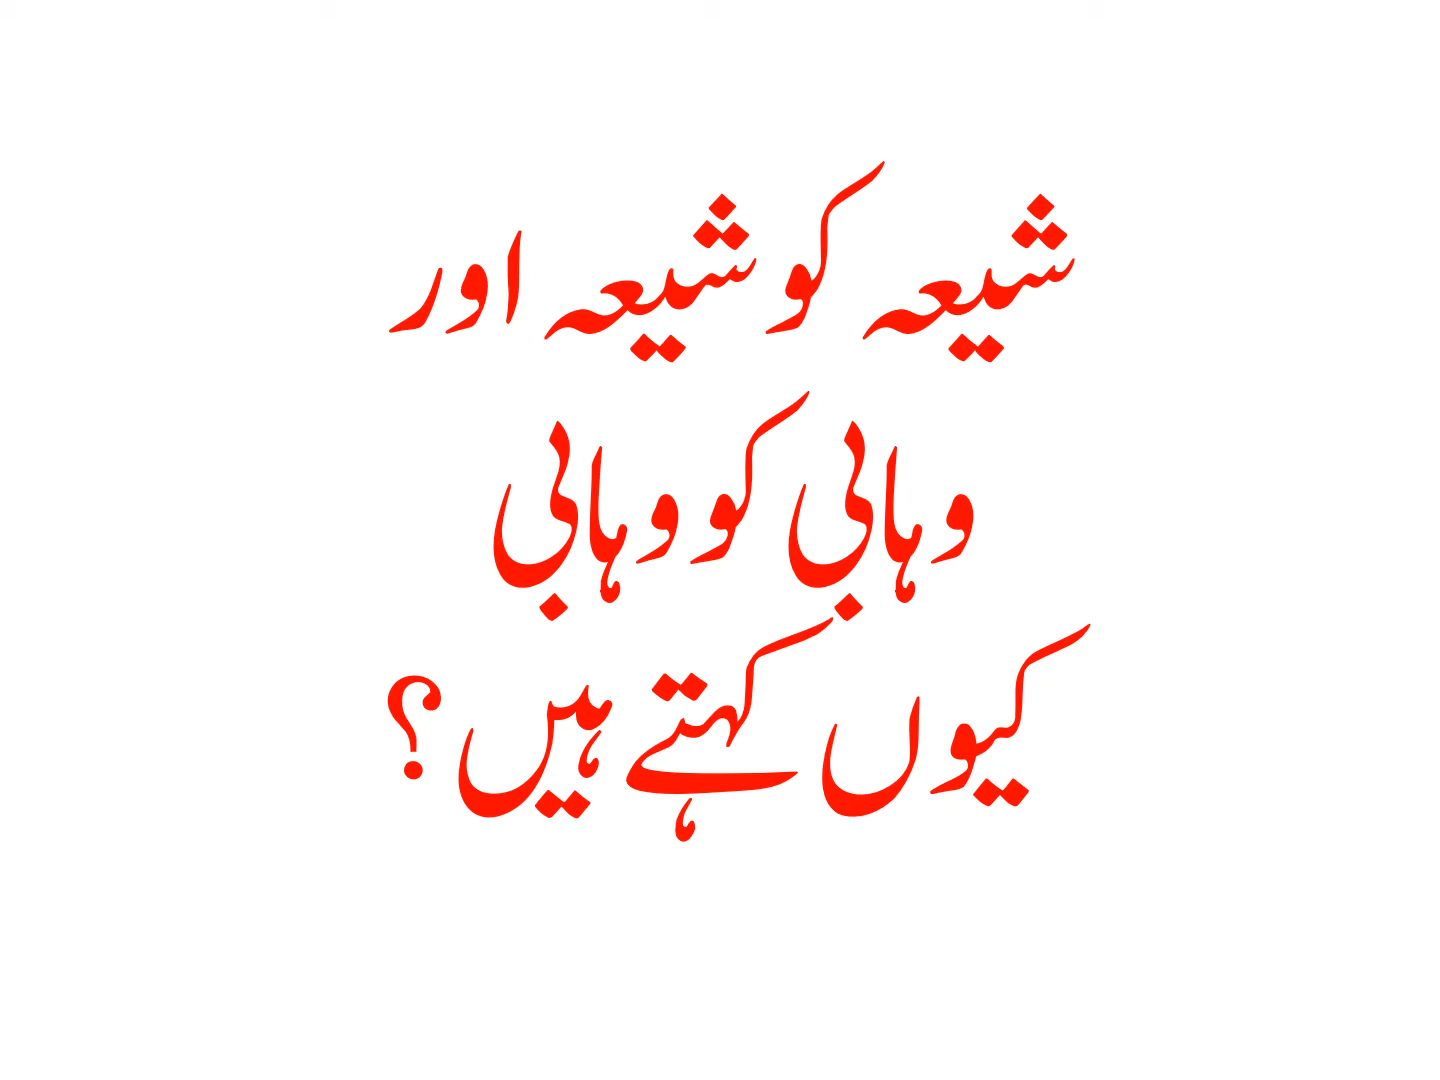 شیعہ کو شیعہ اور
وہابی کو وہابی
کیوں کہتے ہیں؟